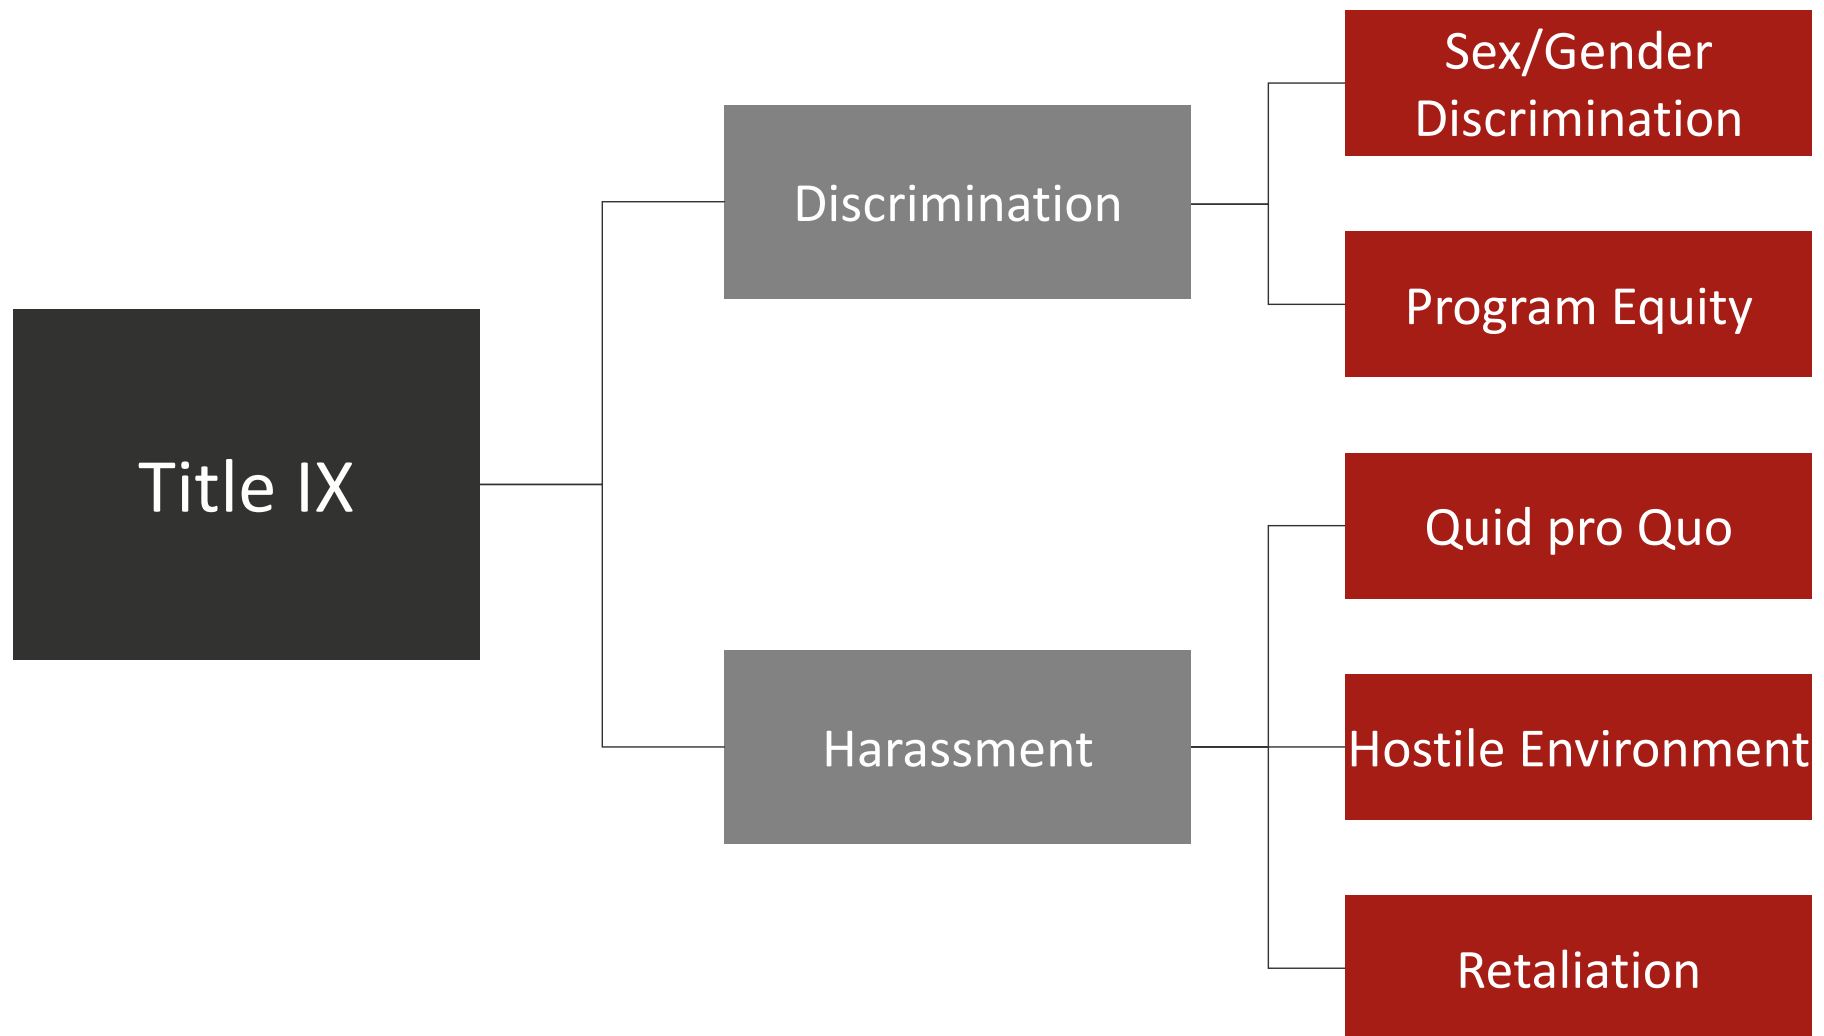 Title IX
Discrimination
Harassment
Sex/Gender
Discrimination
Program Equity
Quid pro Quo
Hostile Environment
Retaliation